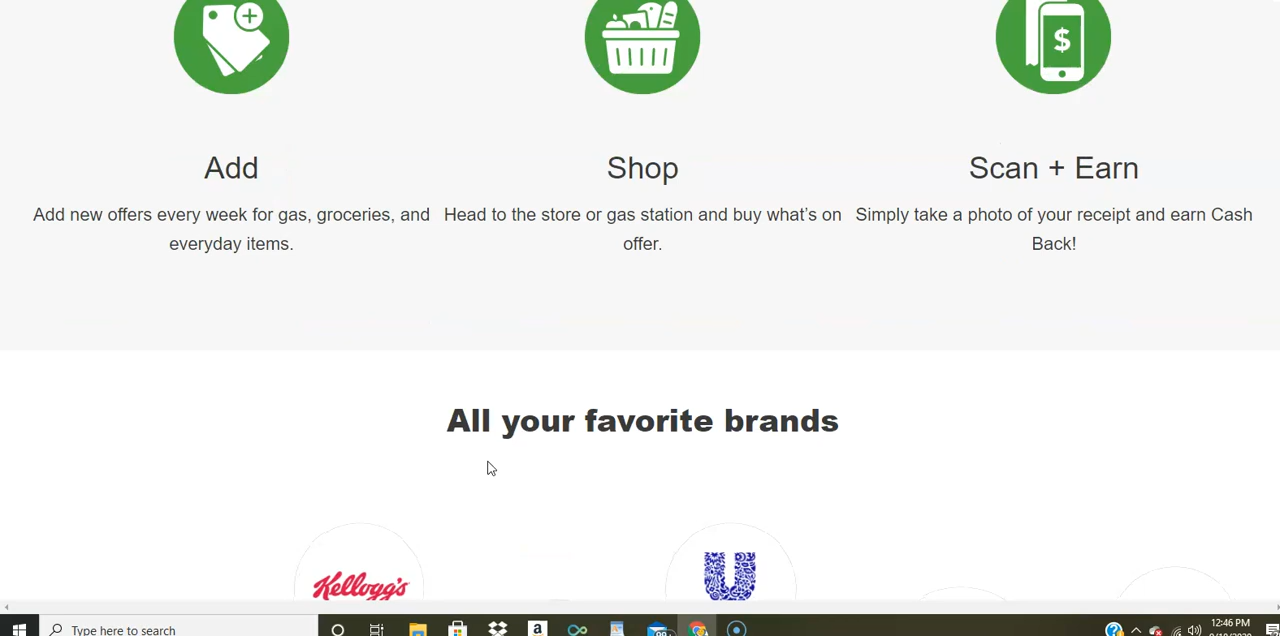 Add
Add new offers every week for gas, groceries, and
everyday items.
Shop
Head to the store or gas station and buy what’s on
offer.
Scan + Earn
Simply take a photo of your receipt and earn Cash
Back!
All your favorite brands
Kellogg's
U
Type here to search
a
99+
12:46 PM